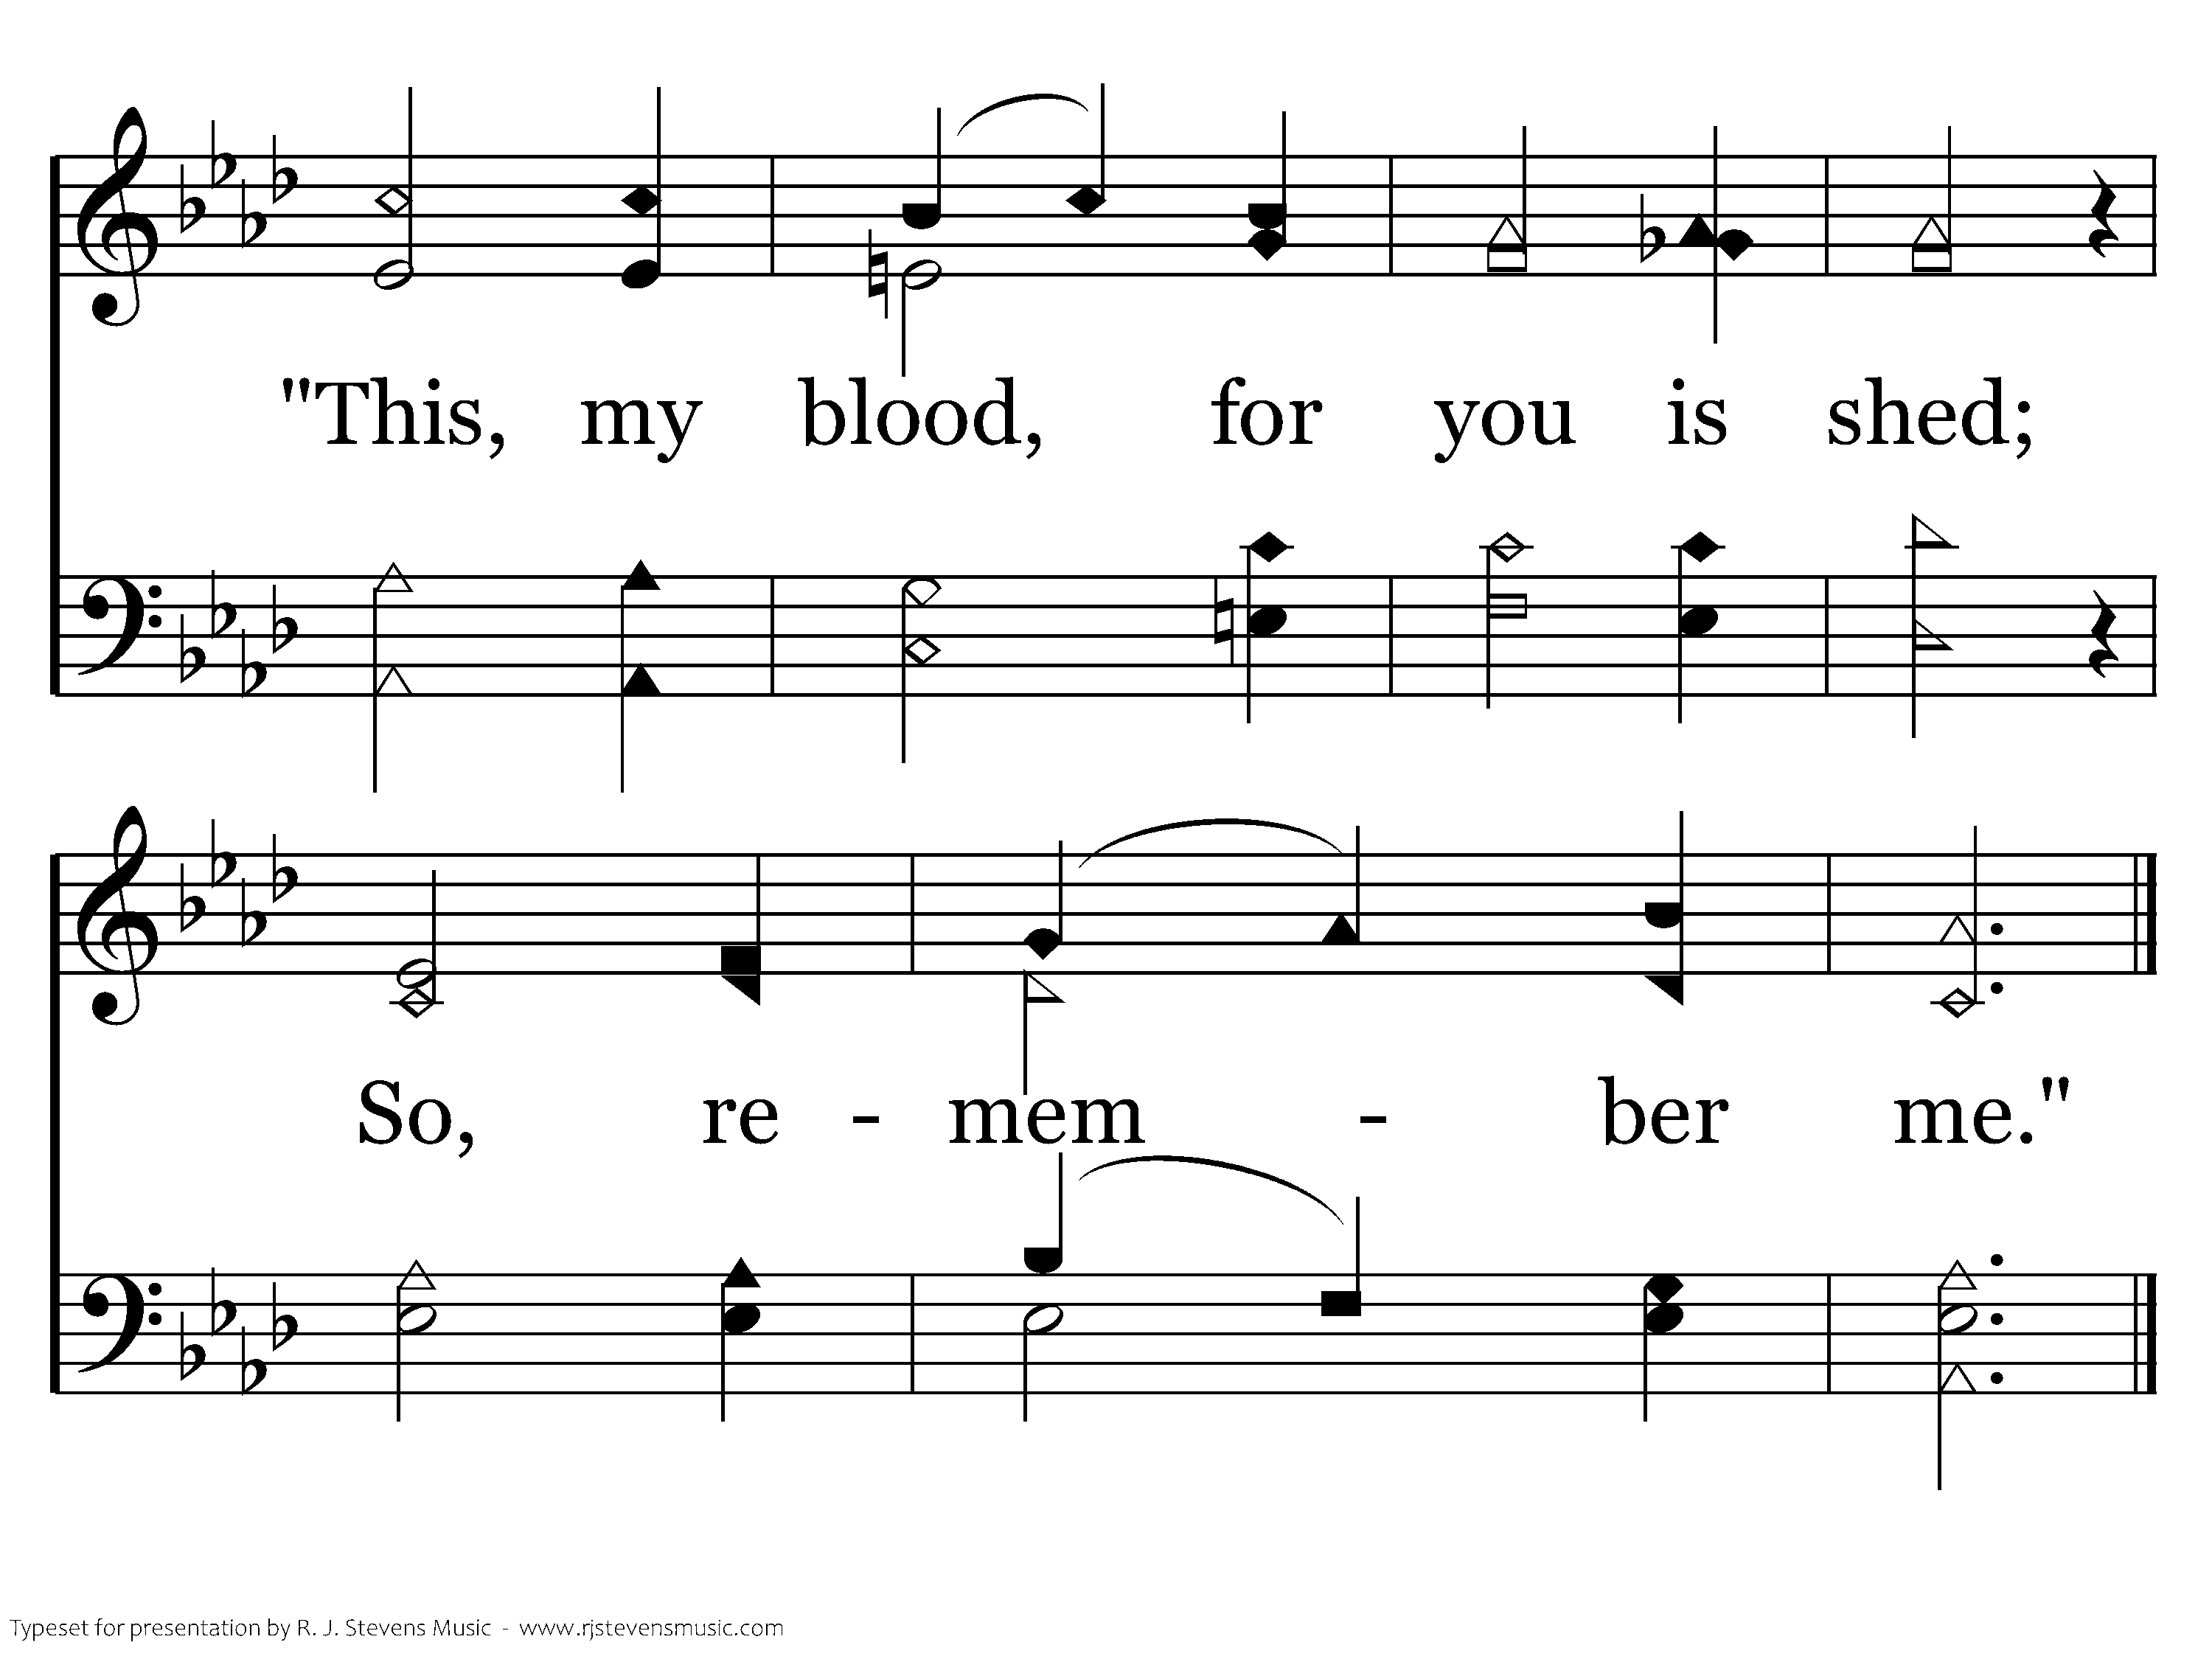 "This, my blood, for you is shed;
So, re - mem - ber me."
Typeset for presentation by R. J. Stevens Music - www.rjstevensmusic.com